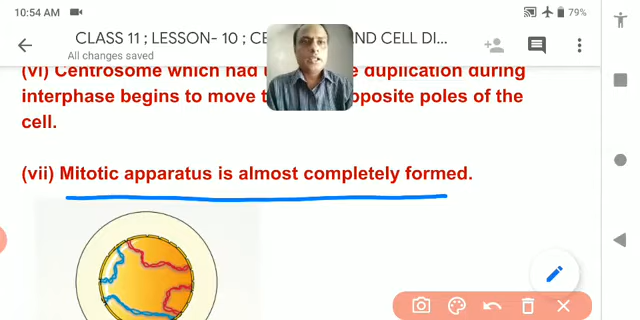 10:54 AM
79%
CLASS 11 ; LESSON- 10 ; CE ND CELL DI...
All changes saved
(vi) Centrosome which had duplication during
interphase begins to move pposite poles of the
cell.
(vii) Mitotic apparatus is almost completely formed.